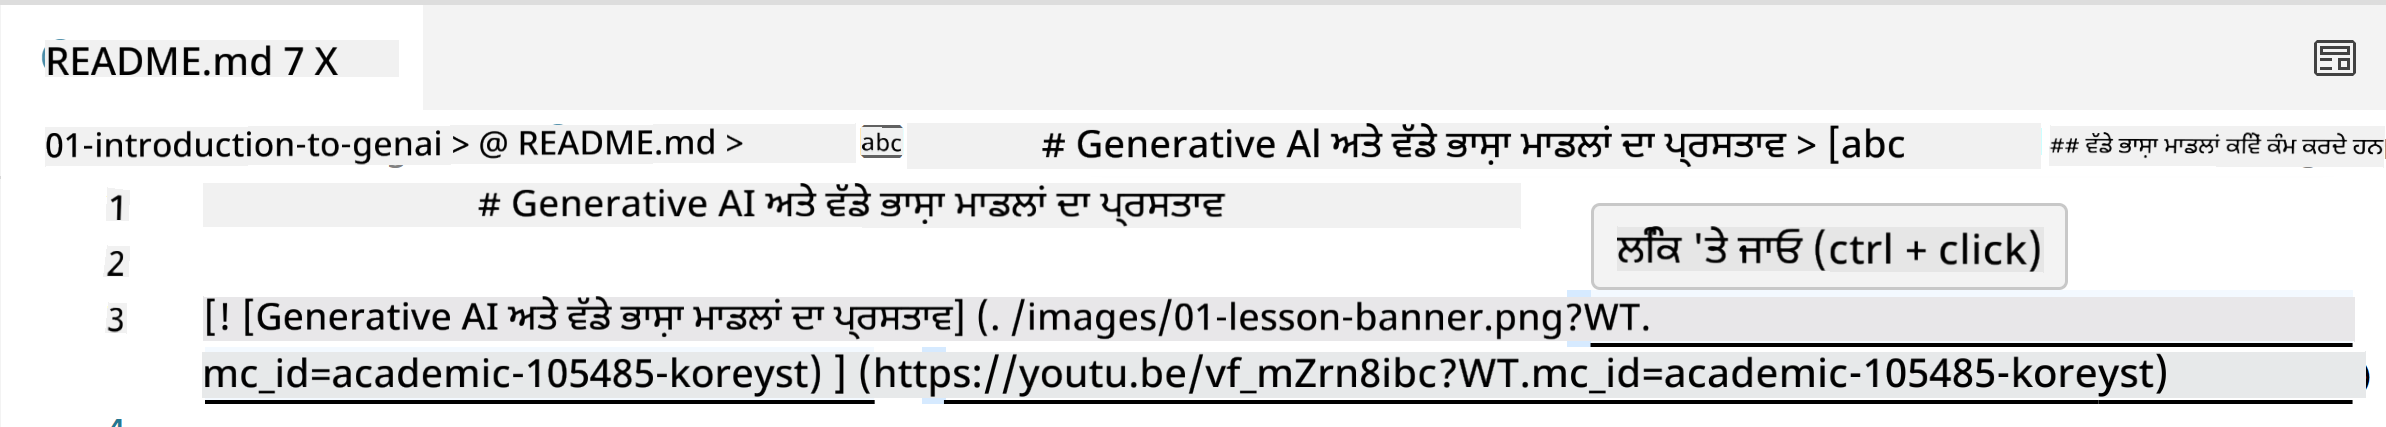 README.md 7 X
01-introduction-to-genai > @ README.md > abc # Generative Al ਅਤੇ ਵੱਡੇ ਭਾਸ਼ਾ ਮਾਡਲਾਂ ਦਾ ਪ੍ਰਸਤਾਵ > [abc ## ਵੱਡੇ ਭਾਸ਼ਾ ਮਾਡਲਾਂ ਕਵਿੇਂ ਕੰਮ ਕਰਦੇ ਹਨ
1 # Generative AI ਅਤੇ ਵੱਡੇ ਭਾਸ਼ਾ ਮਾਡਲਾਂ ਦਾ ਪ੍ਰਸਤਾਵ
ਲਿੰਕ 'ਤੇ ਜਾਓ (ctrl + click)
2
3 [! [Generative AI ਅਤੇ ਵੱਡੇ ਭਾਸ਼ਾ ਮਾਡਲਾਂ ਦਾ ਪ੍ਰਸਤਾਵ] (. /images/01-lesson-banner.png?WT.
mc_id=academic-105485-koreyst) ] (https://youtu.be/vf_mZrn8ibc?WT.mc_id=academic-105485-koreyst)